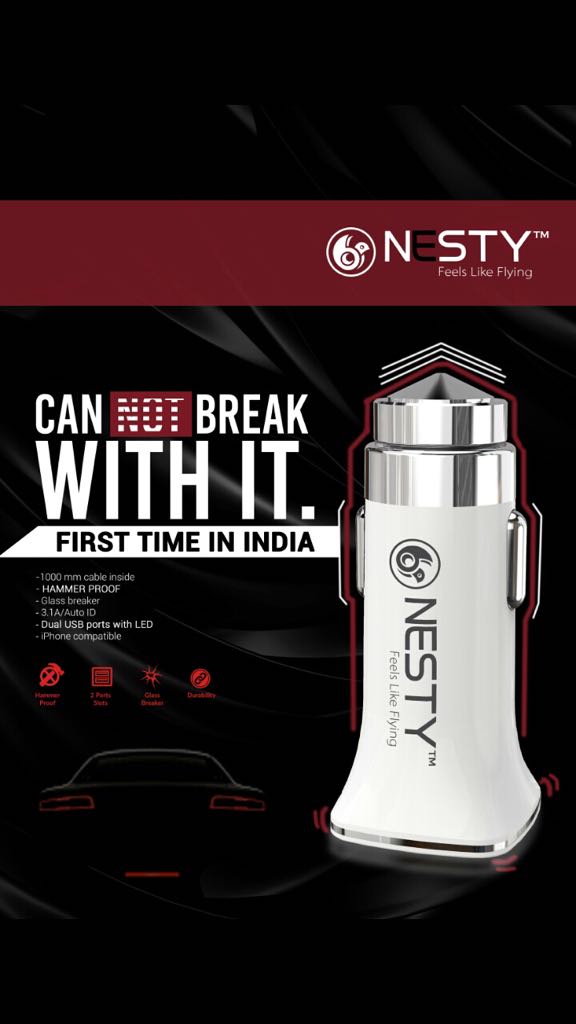 NESTY™
Feels Like Flying
CAN NOT BREAK
WITH IT.
FIRST TIME IN INDIA
-1000 mm cable inside
- HAMMER PROOF
- Glass breaker
- 3.1A/Auto ID
- Dual USB ports with LED
- iPhone compatible
Hammer
Proof
2 Ports
Slots
Glass
Breaker
Durability
NESTY™
Feels Like Flying